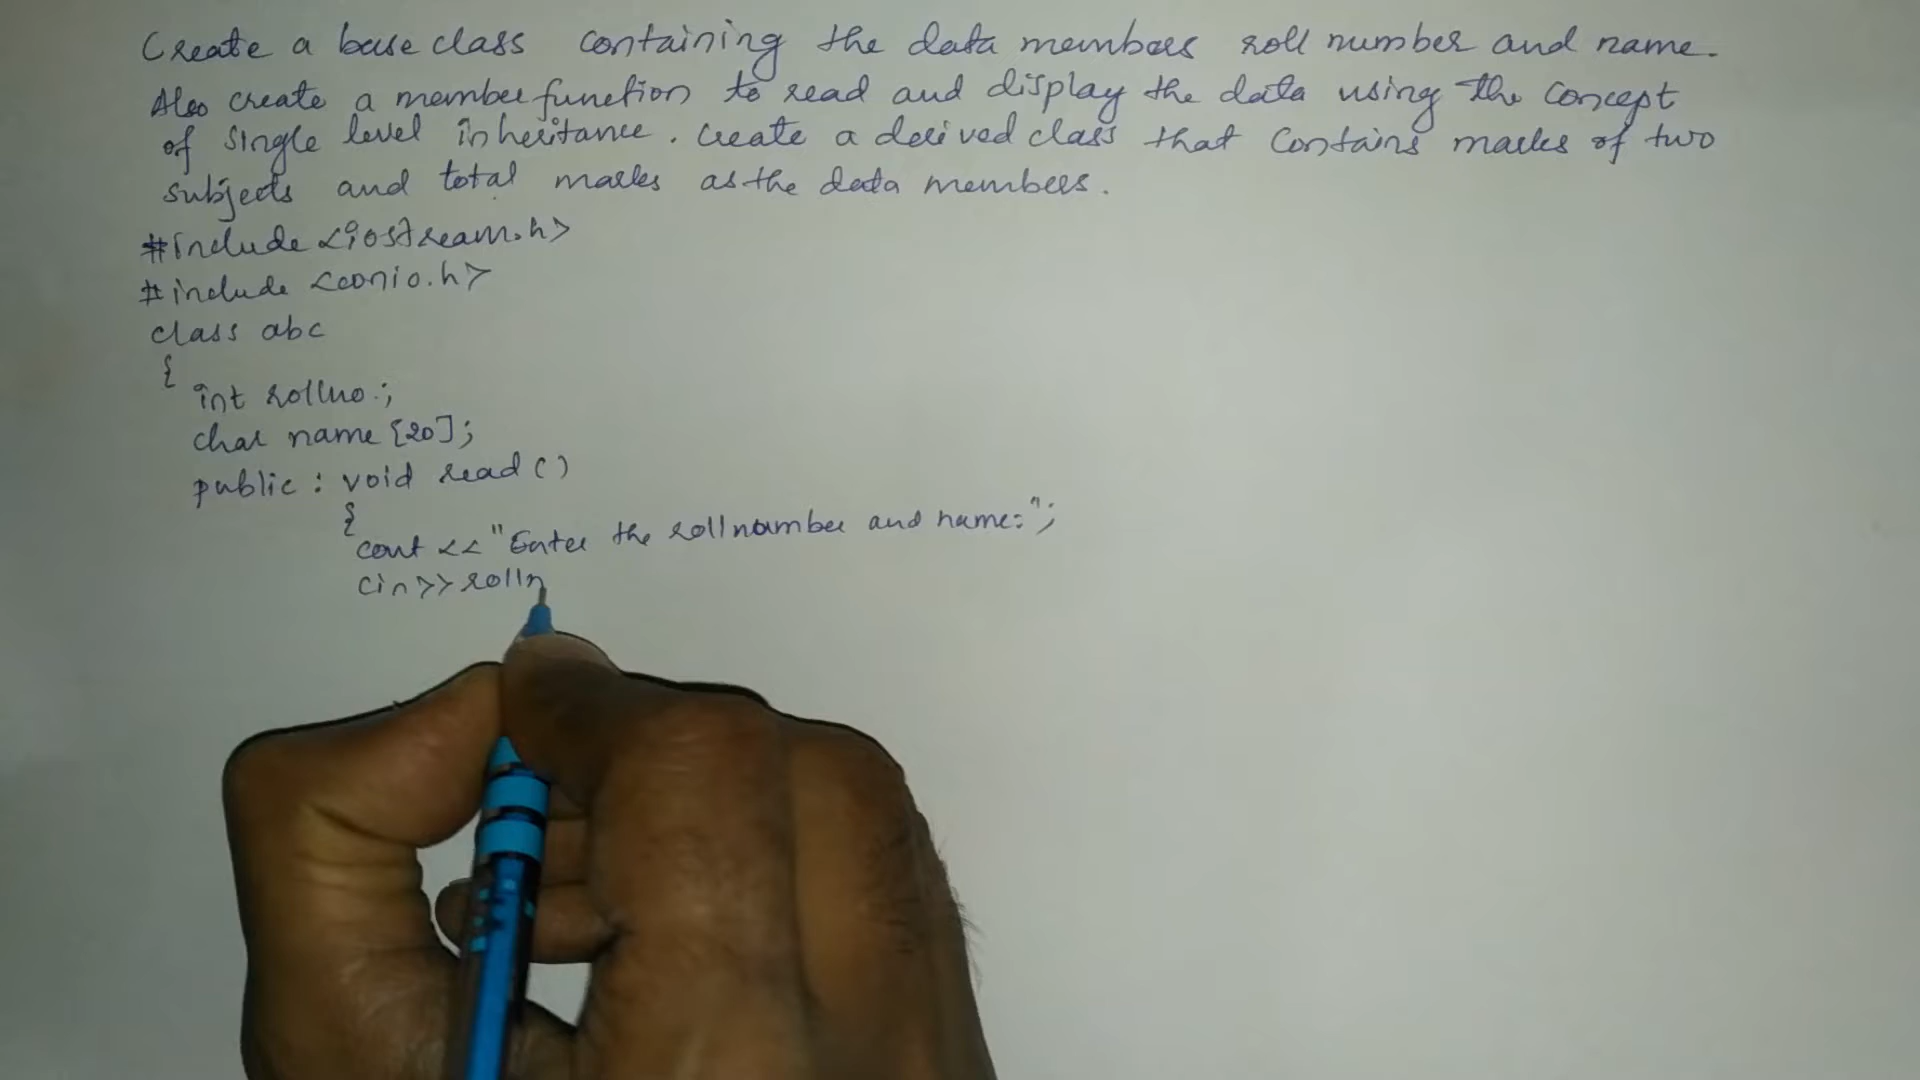 Create a base class containing the data members roll number and name.
Also create a member function to read and display the data using the concept
of single level inheritance. Create a derived class that contains marks of two
subjects and total marks as the data members.
#include <iostream.h>
#include <conio.h>
class abc
{
int rollno.;
char name [20];
public : void read ( )
{
cout << "Enter the rollnumber and name:";
cin>>rolln